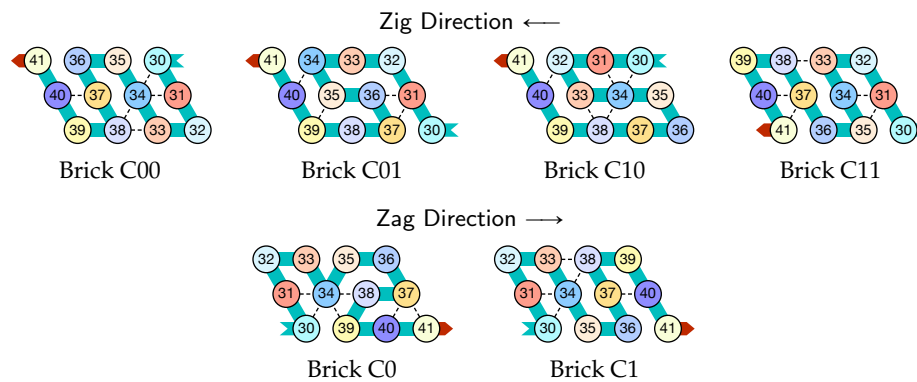 Zig Direction ←—
41 36 35 30 41 34 33 32 41 32 31 30 39 38 33 32
40 37 34 31 40 35 36 31 40 33 34 35 40 37 34 31
39 38 33 32 39 38 37 30 39 38 37 36 41 36 35 30
Brick C00 Brick C01 Brick C10 Brick C11
Zag Direction —→
32 33 35 36 32 33 38 39
31 34 38 37 31 34 37 40
30 39 40 41 30 35 36 41
Brick C0 Brick C1